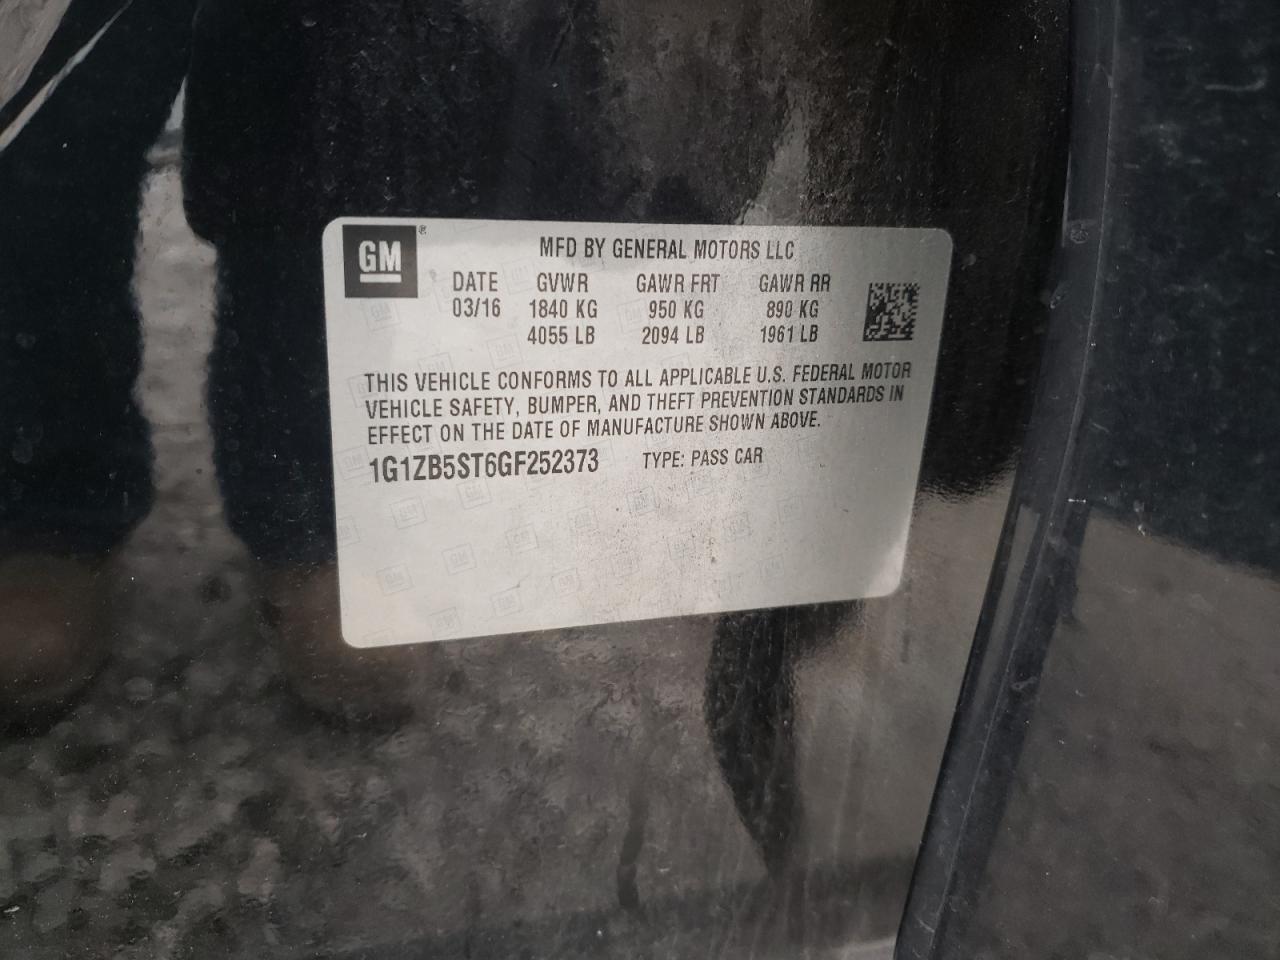 GM®
MFD BY GENERAL MOTORS LLC
DATE GVWR GAWR FRT GAWR RR
03/16 1840 KG 950 KG 890 KG
4055 LB 2094 LB 1961 LB
THIS VEHICLE CONFORMS TO ALL APPLICABLE U.S. FEDERAL MOTOR
VEHICLE SAFETY, BUMPER, AND THEFT PREVENTION STANDARDS IN
EFFECT ON THE DATE OF MANUFACTURE SHOWN ABOVE.
1G1ZB5ST6GF252373 TYPE: PASS CAR